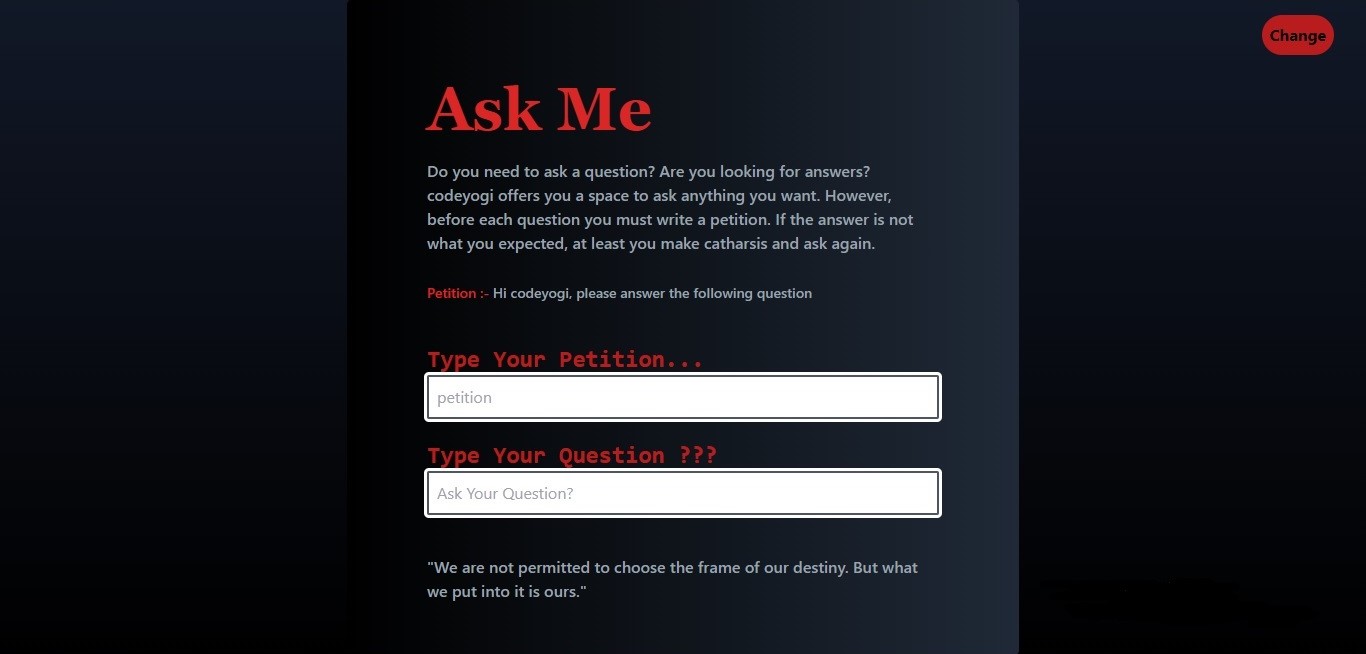 Change
Ask Me
Do you need to ask a question? Are you looking for answers?
codeyogi offers you a space to ask anything you want. However,
before each question you must write a petition. If the answer is not
what you expected, at least you make catharsis and ask again.
Petition :- Hi codeyogi, please answer the following question
Type Your Petition...
petition
Type Your Question ???
Ask Your Question?
"We are not permitted to choose the frame of our destiny. But what
we put into it is ours."